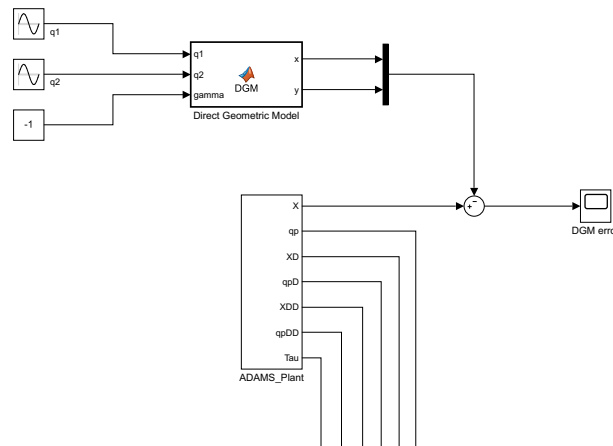 q1
q1
x
q2
q2
DGM
gamma
y
-1
Direct Geometric Model
X
qp
DGM erro
XD
qpD
XDD
qpDD
Tau
ADAMS_Plant